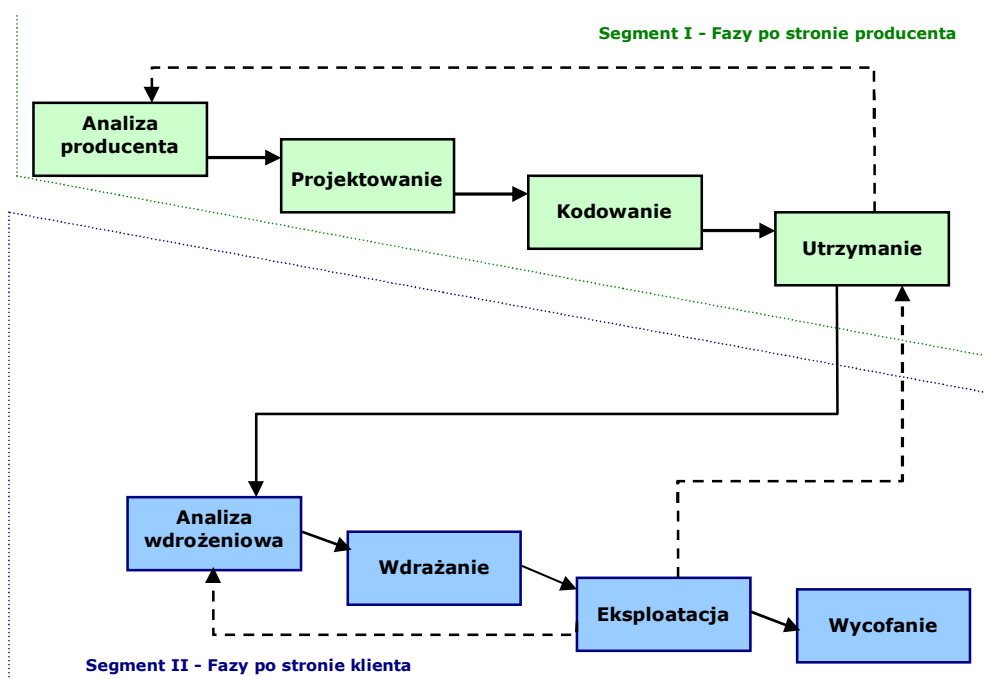 Segment I - Fazy po stronie producenta
Analiza
producenta
Projektowanie
Kodowanie
Utrzymanie
Analiza
wdrożeniowa
Wdrażanie
Eksploatacja
Wycofanie
Segment II - Fazy po stronie klienta